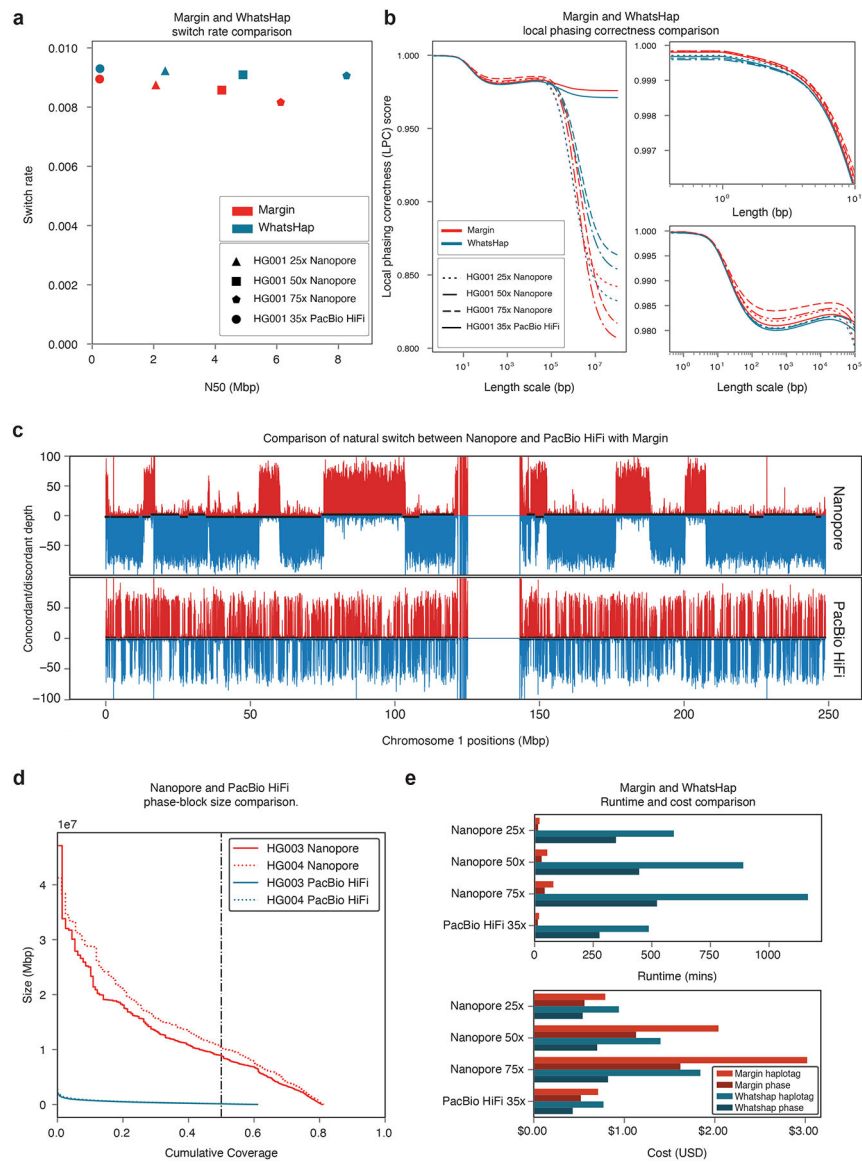 a
Margin and WhatsHap
switch rate comparison
0.010
0.008
0.006
0.004
0.002
0.000
Switch rate
0
2
4
6
8
N50 (Mbp)
Margin
WhatsHap
HG001 25x Nanopore
HG001 50x Nanopore
HG001 75x Nanopore
HG001 35x PacBio HiFi
b
Margin and WhatsHap
local phasing correctness comparison
1.000
0.950
0.900
0.850
0.800
Local phasing correctness (LPC) score
Margin
WhatsHap
HG001 25x Nanopore
HG001 50x Nanopore
HG001 75x Nanopore
HG001 35x PacBio HiFi
10¹
10³
10⁵
10⁷
Length scale (bp)
1.000
0.999
0.998
0.997
10⁰
10¹
Length (bp)
1.000
0.995
0.990
0.985
0.980
10⁰
10¹
10²
10³
10⁴
10⁵
Length scale (bp)
c
Comparison of natural switch between Nanopore and PacBio HiFi with Margin
100
50
0
−50
Nanopore
50
0
−50
−100
PacBio HiFi
Concordant/discordant depth
0
50
100
150
200
250
Chromosome 1 positions (Mbp)
d
Nanopore and PacBio HiFi
phase-block size comparison.
1e7
4
3
2
1
0
Size (Mbp)
HG003 Nanopore
HG004 Nanopore
HG003 PacBio HiFi
HG004 PacBio HiFi
0.0
0.2
0.4
0.6
0.8
1.0
Cumulative Coverage
e
Margin and WhatsHap
Runtime and cost comparison
Nanopore 25x
Nanopore 50x
Nanopore 75x
PacBio HiFi 35x
0
250
500
750
1000
Runtime (mins)
Nanopore 25x
Nanopore 50x
Nanopore 75x
PacBio HiFi 35x
Margin haplotag
Margin phase
Whatshap haplotag
Whatshap phase
$0.00
$1.00
$2.00
$3.00
Cost (USD)